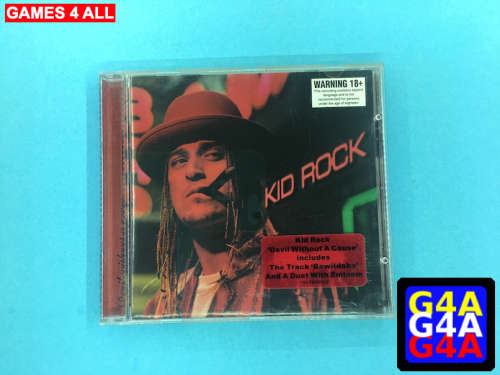 GAMES 4 ALL
WARNING 18+
KID ROCK
Kid Rock
'Devil Without A Cause'
includes
The Track 'Bawitdaba'
And A Duet With Eminem
G4A
G4A
G4A